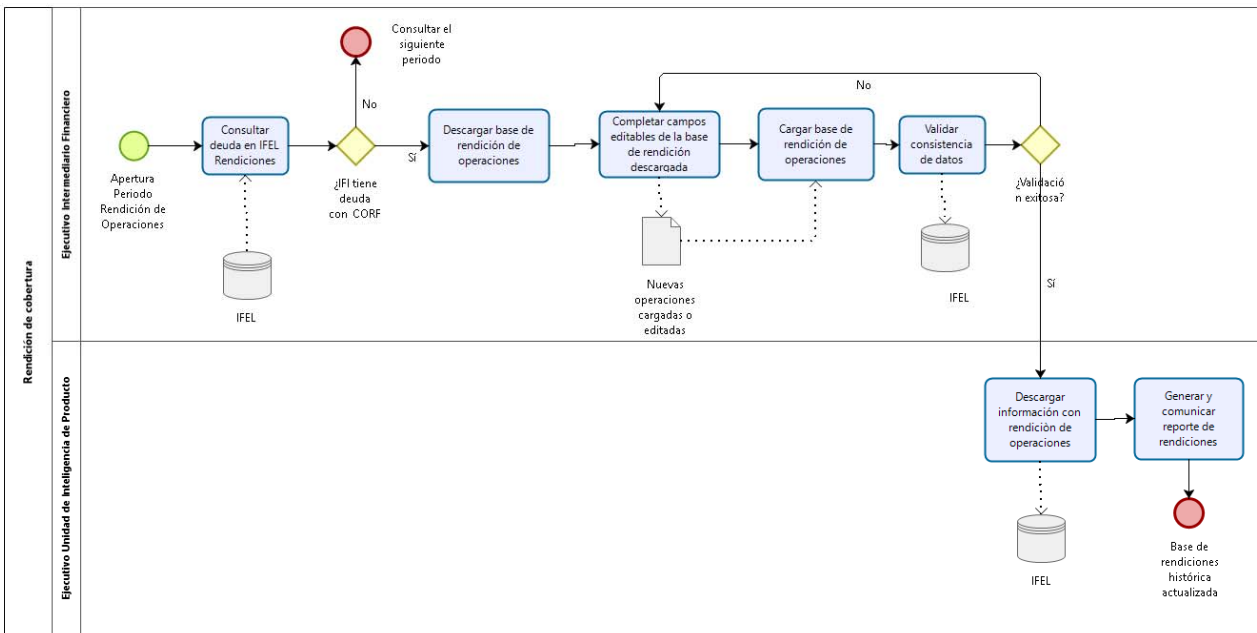 Rendición de cobertura
Ejecutivo Intermediario Financiero
Apertura
Periodo
Rendición de
Operaciones
Consultar
deuda en IFEL
Rendiciones
IFEL
¿IFI tiene
deuda
con CORF
No
Consultar el
siguiente
periodo
Sí
Descargar base de
rendición de
operaciones
Completar campos
editables de la base
de rendición
descargada
Nuevas
operaciones
cargadas o
editadas
Cargar base de
rendición de
operaciones
Validar
consistencia
de datos
IFEL
No
¿Validació
n exitosa?
Sí
Ejecutivo Unidad de Inteligencia de Producto
Descargar
información con
rendiciòn de
operaciones
IFEL
Generar y
comunicar
reporte de
rendiciones
Base de
rendiciones
histórica
actualizada